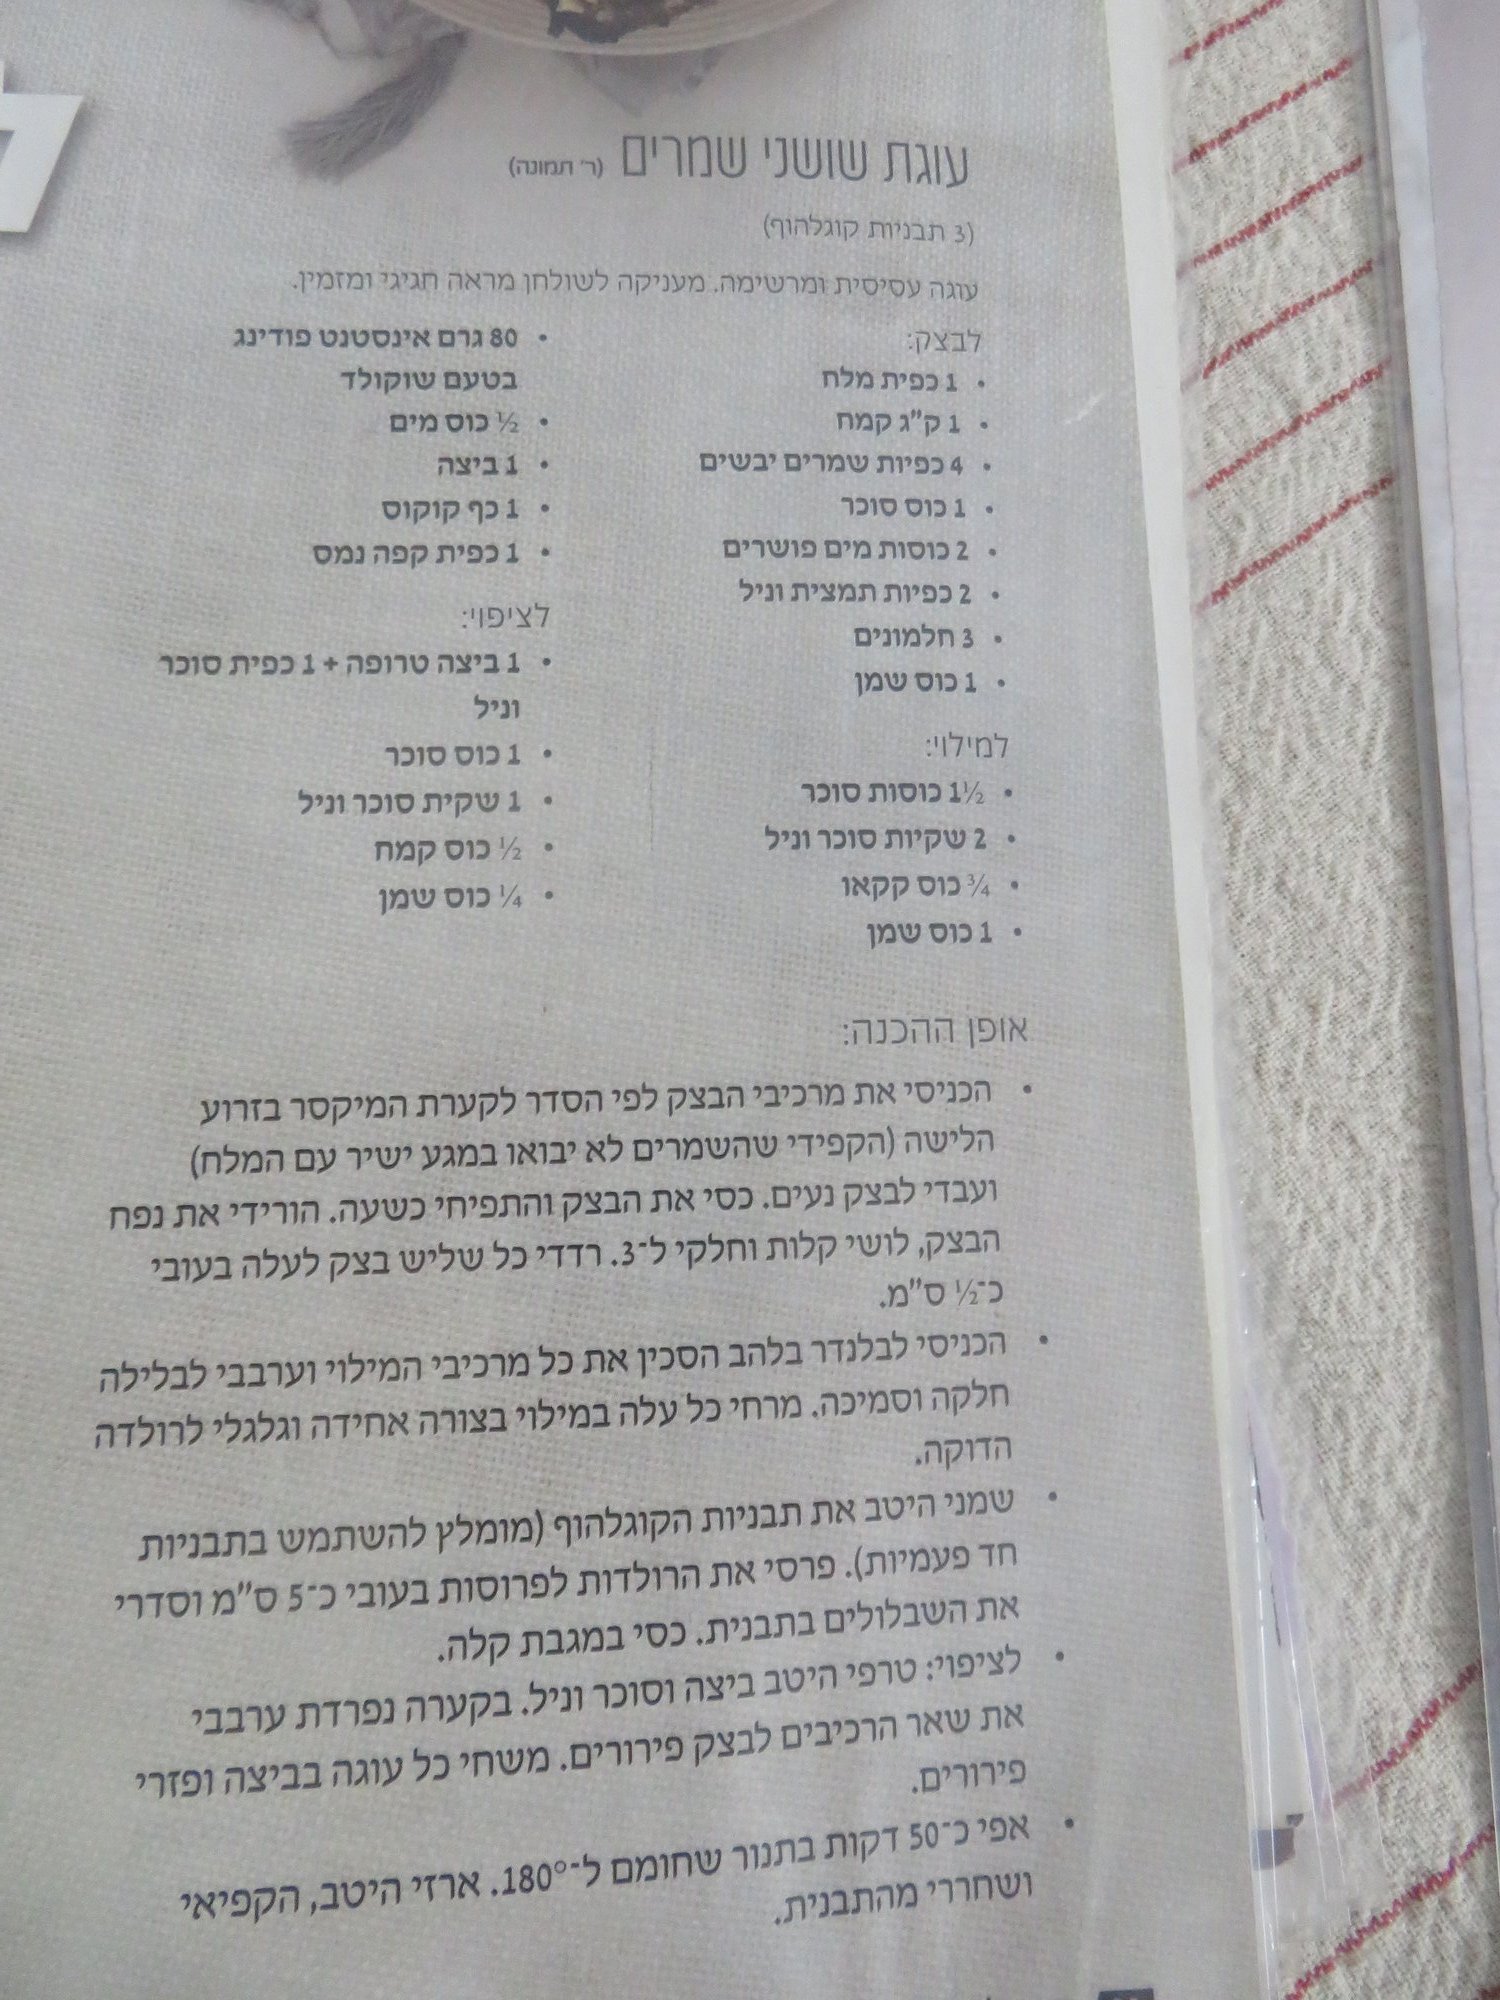 עוגת שושני שמרים (ר' תמונה)
(3 תבניות קוגלהוף)
עוגה עסיסית ומרשימה. מעניקה לשולחן מראה חגיגי ומזמין.
לבצק:
• 1 כפית מלח
• 1 ק"ג קמח
• 4 כפיות שמרים יבשים
• 1 כוס סוכר
• 2 כוסות מים פושרים
• 2 כפיות תמצית וניל
• 3 חלמונים
• 1 כוס שמן
למילוי:
• 1½ כוסות סוכר
• 2 שקיות סוכר וניל
• ¾ כוס קקאו
• 1 כוס שמן
• 80 גרם אינסטנט פודינג
בטעם שוקולד
• ½ כוס מים
• 1 ביצה
• 1 כף קוקוס
• 1 כפית קפה נמס
לציפוי:
• 1 ביצה טרופה + 1 כפית סוכר
וניל
• 1 כוס סוכר
• 1 שקית סוכר וניל
• ½ כוס קמח
• ¼ כוס שמן
אופן ההכנה:
• הכניסי את מרכיבי הבצק לפי הסדר לקערת המיקסר בזרוע
הלישה (הקפידי שהשמרים לא יבואו במגע ישיר עם המלח)
ועבדי לבצק נעים. כסי את הבצק והתפיחי כשעה. הורידי את נפח
הבצק, לושי קלות וחלקי ל־3. רדדי כל שליש בצק לעלה בעובי
כ־½ ס"מ.
• הכניסי לבלנדר בלהב הסכין את כל מרכיבי המילוי וערבבי לבלילה
חלקה וסמיכה. מרחי כל עלה במילוי בצורה אחידה וגלגלי לרולדה
הדוקה.
• שמני היטב את תבניות הקוגלהוף (מומלץ להשתמש בתבניות
חד פעמיות). פרסי את הרולדות לפרוסות בעובי כ־5 ס"מ וסדרי
את השבלולים בתבנית. כסי במגבת קלה.
• לציפוי: טרפי היטב ביצה וסוכר וניל. בקערה נפרדת ערבבי
את שאר הרכיבים לבצק פירורים. משחי כל עוגה בביצה ופזרי
פירורים.
• אפי כ־50 דקות בתנור שחומם ל־180°. ארזי היטב, הקפיאי
ושחררי מהתבנית.